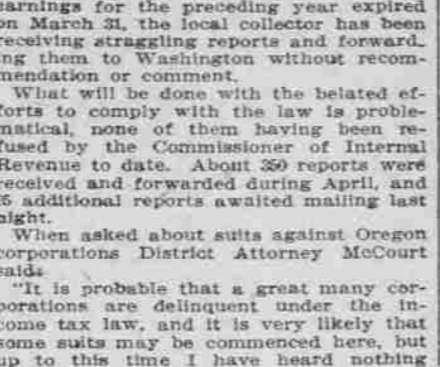 earnings for the preceding year expired
on March 31, the local collector has been
receiving straggling reports and forward-
ing them to Washington without recom-
mendation or comment.
What will be done with the belated ef-
forts to comply with the law is proble-
matical, none of them having been re-
fused by the Commissioner of Internal
Revenue to date. About 350 reports were
received and forwarded during April, and
additional reports awaited mailing last
night.
When asked about suits against Oregon
corporations District Attorney McCourt
said:
"It is probable that a great many cor-
porations are delinquent under the in-
come tax law, and it is very likely that
some suits may be commenced here, but
up to this time I have heard nothing